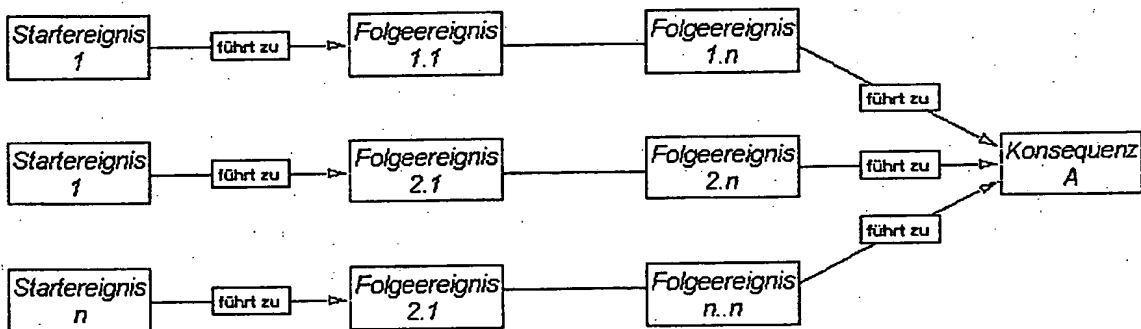 Startereignis
1
führt zu
Folgeereignis
1.1
Folgeereignis
1.n
führt zu
Startereignis
1
führt zu
Folgeereignis
2.1
Folgeereignis
2.n
führt zu
Konsequenz
A
führt zu
Startereignis
n
führt zu
Folgeereignis
2.1
Folgeereignis
n..n